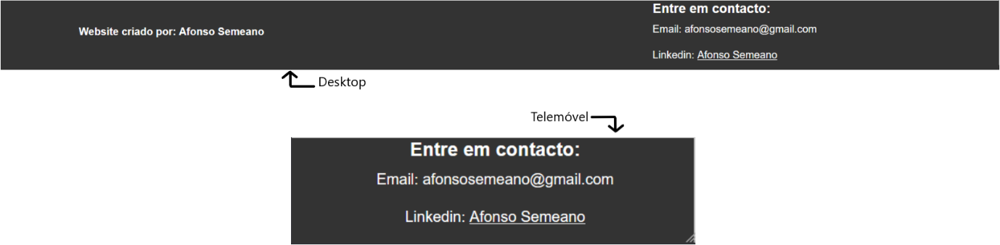 Entre em contacto:
Website criado por: Afonso Semeano
Email: afonsosemeano@gmail.com
Linkedin: Afonso Semeano
Desktop
Telemóvel
Entre em contacto:
Email: afonsosemeano@gmail.com
Linkedin: Afonso Semeano